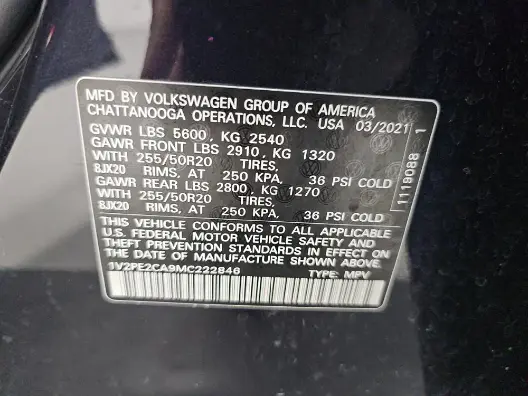 MFD BY VOLKSWAGEN GROUP OF AMERICA
CHATTANOOGA OPERATIONS, LLC. USA 03/2021
GVWR LBS 5600, KG 2540
GAWR FRONT LBS 2910, KG 1320
WITH 255/50R20 TIRES,
8JX20 RIMS, AT 250 KPA, 36 PSI COLD
GAWR REAR LBS 2800, KG 1270
WITH 255/50R20 TIRES,
8JX20 RIMS, AT 250 KPA, 36 PSI COLD
THIS VEHICLE CONFORMS TO ALL APPLICABLE
U.S. FEDERAL MOTOR VEHICLE SAFETY AND
THEFT PREVENTION STANDARDS IN EFFECT ON
THE DATE OF MANUFACTURE SHOWN ABOVE.
1V2PE2CA9MC222846 TYPE: MPV
1119088 1